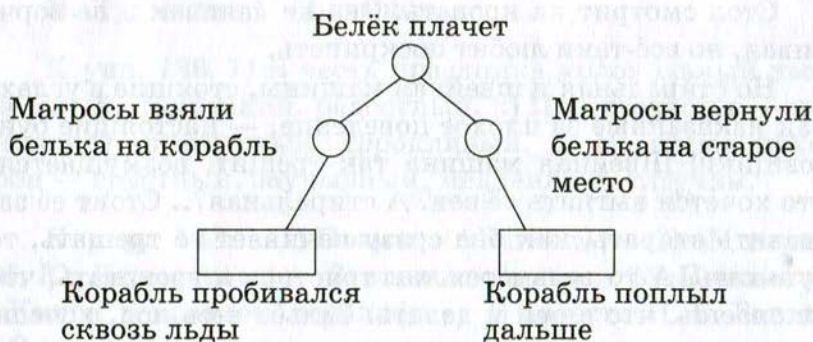 Белёк плачет
Матросы взяли
белька на корабль
Матросы вернули
белька на старое
место
Корабль пробивался
сквозь льды
Корабль поплыл
дальше